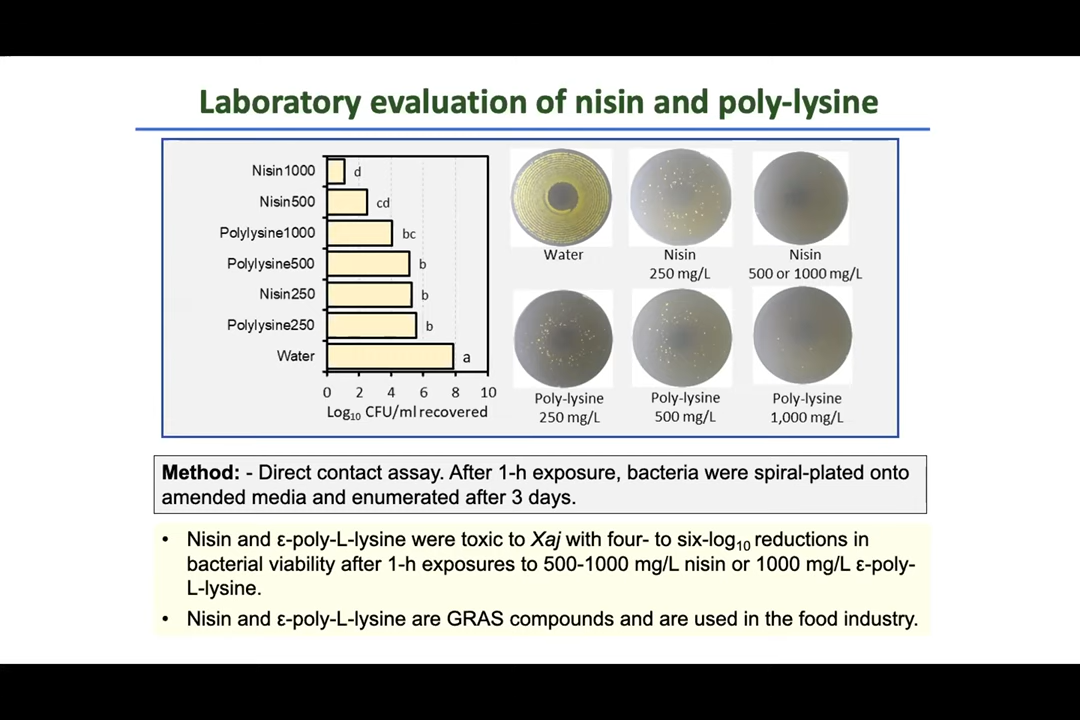 Laboratory evaluation of nisin and poly-lysine
Nisin1000
d
Nisin500
cd
Polylysine1000
bc
Polylysine500
b
Nisin250
b
Polylysine250
b
Water
a
0 2 4 6 8 10
Log₁₀ CFU/ml recovered
Water
Nisin
250 mg/L
Nisin
500 or 1000 mg/L
Poly-lysine
250 mg/L
Poly-lysine
500 mg/L
Poly-lysine
1,000 mg/L
Method: - Direct contact assay. After 1-h exposure, bacteria were spiral-plated onto
amended media and enumerated after 3 days.
• Nisin and ε-poly-L-lysine were toxic to Xaj with four- to six-log₁₀ reductions in
bacterial viability after 1-h exposures to 500-1000 mg/L nisin or 1000 mg/L ε-poly-
L-lysine.
• Nisin and ε-poly-L-lysine are GRAS compounds and are used in the food industry.